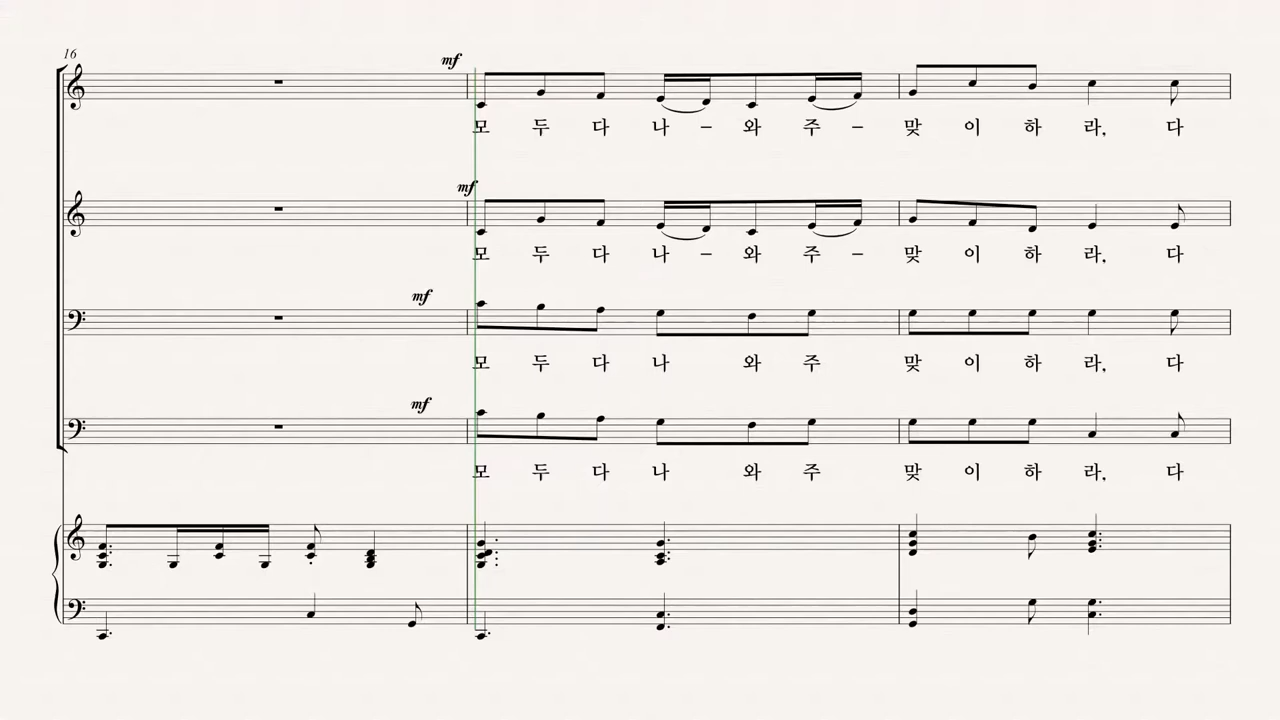 16
mf
모 두 다 나 – 와 주 – 맞 이 하 라, 다
mf
모 두 다 나 – 와 주 – 맞 이 하 라, 다
mf
모 두 다 나 와 주 맞 이 하 라, 다
mf
모 두 다 나 와 주 맞 이 하 라, 다